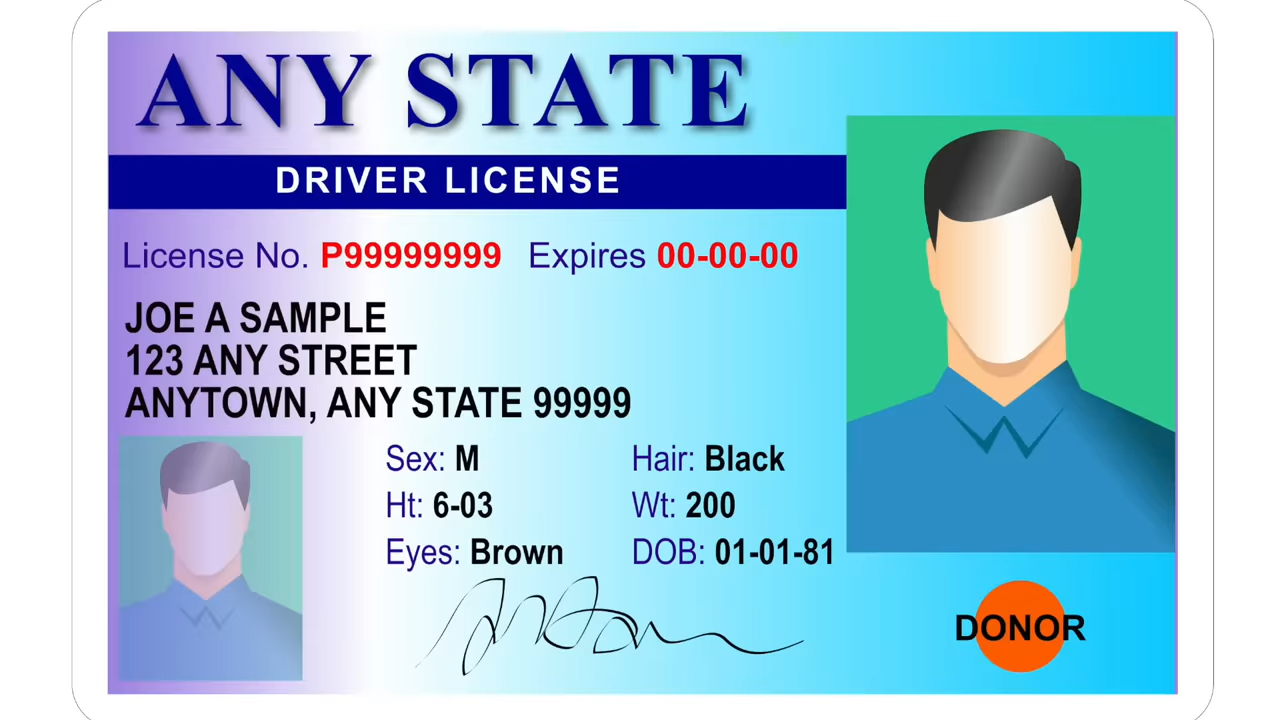 ANY STATE
DRIVER LICENSE
License No. P99999999 Expires 00-00-00
JOE A SAMPLE
123 ANY STREET
ANYTOWN, ANY STATE 99999
Sex: M Hair: Black
Ht: 6-03 Wt: 200
Eyes: Brown DOB: 01-01-81
DONOR